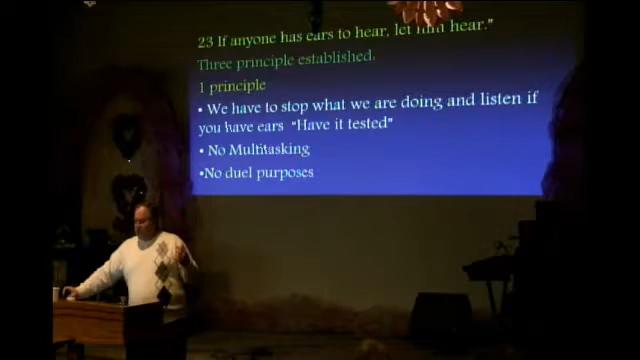 23 If anyone has ears to hear, let him hear."
Three principle established.
1 principle
• We have to stop what we are doing and listen if
you have ears "Have it tested"
• No Multitasking
•No duel purposes